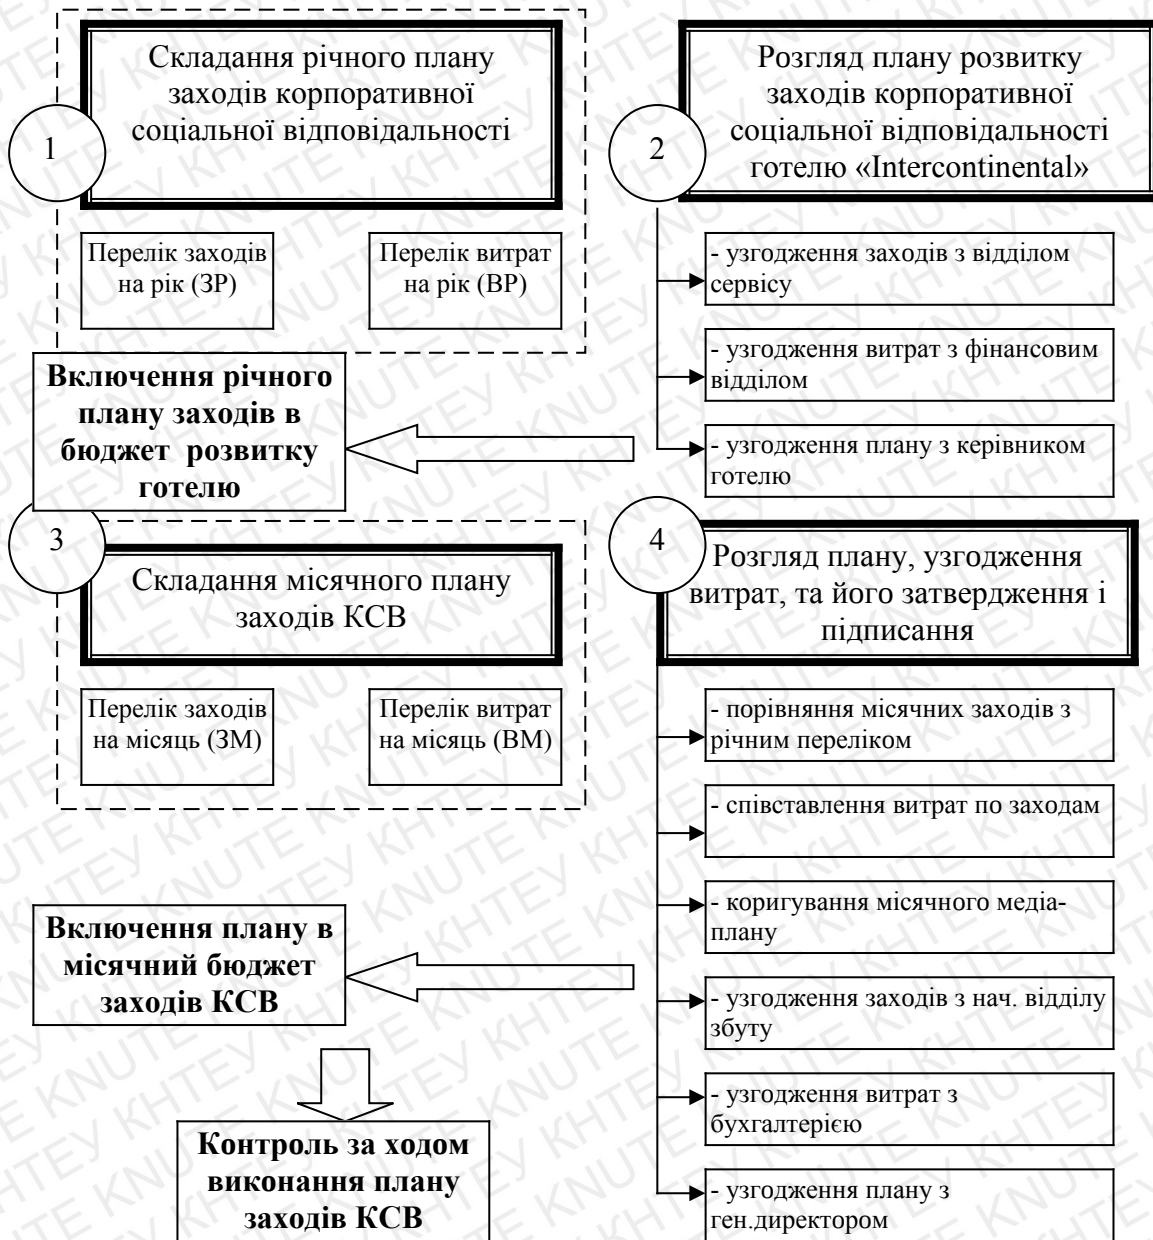 1
Складання річного плану
заходів корпоративної
соціальної відповідальності
Перелік заходів
на рік (ЗР)
Перелік витрат
на рік (ВР)
2
Розгляд плану розвитку
заходів корпоративної
соціальної відповідальності
готелю «Intercontinental»
- узгодження заходів з відділом
сервісу
- узгодження витрат з фінансовим
відділом
- узгодження плану з керівником
готелю
Включення річного
плану заходів в
бюджет розвитку
готелю
3
Складання місячного плану
заходів КСВ
Перелік заходів
на місяць (ЗМ)
Перелік витрат
на місяць (ВМ)
4
Розгляд плану, узгодження
витрат, та його затвердження і
підписання
- порівняння місячних заходів з
річним переліком
- співставлення витрат по заходам
- коригування місячного медіа-
плану
- узгодження заходів з нач. відділу
збуту
- узгодження витрат з
бухгалтерією
- узгодження плану з
ген.директором
Включення плану в
місячний бюджет
заходів КСВ
Контроль за ходом
виконання плану
заходів КСВ